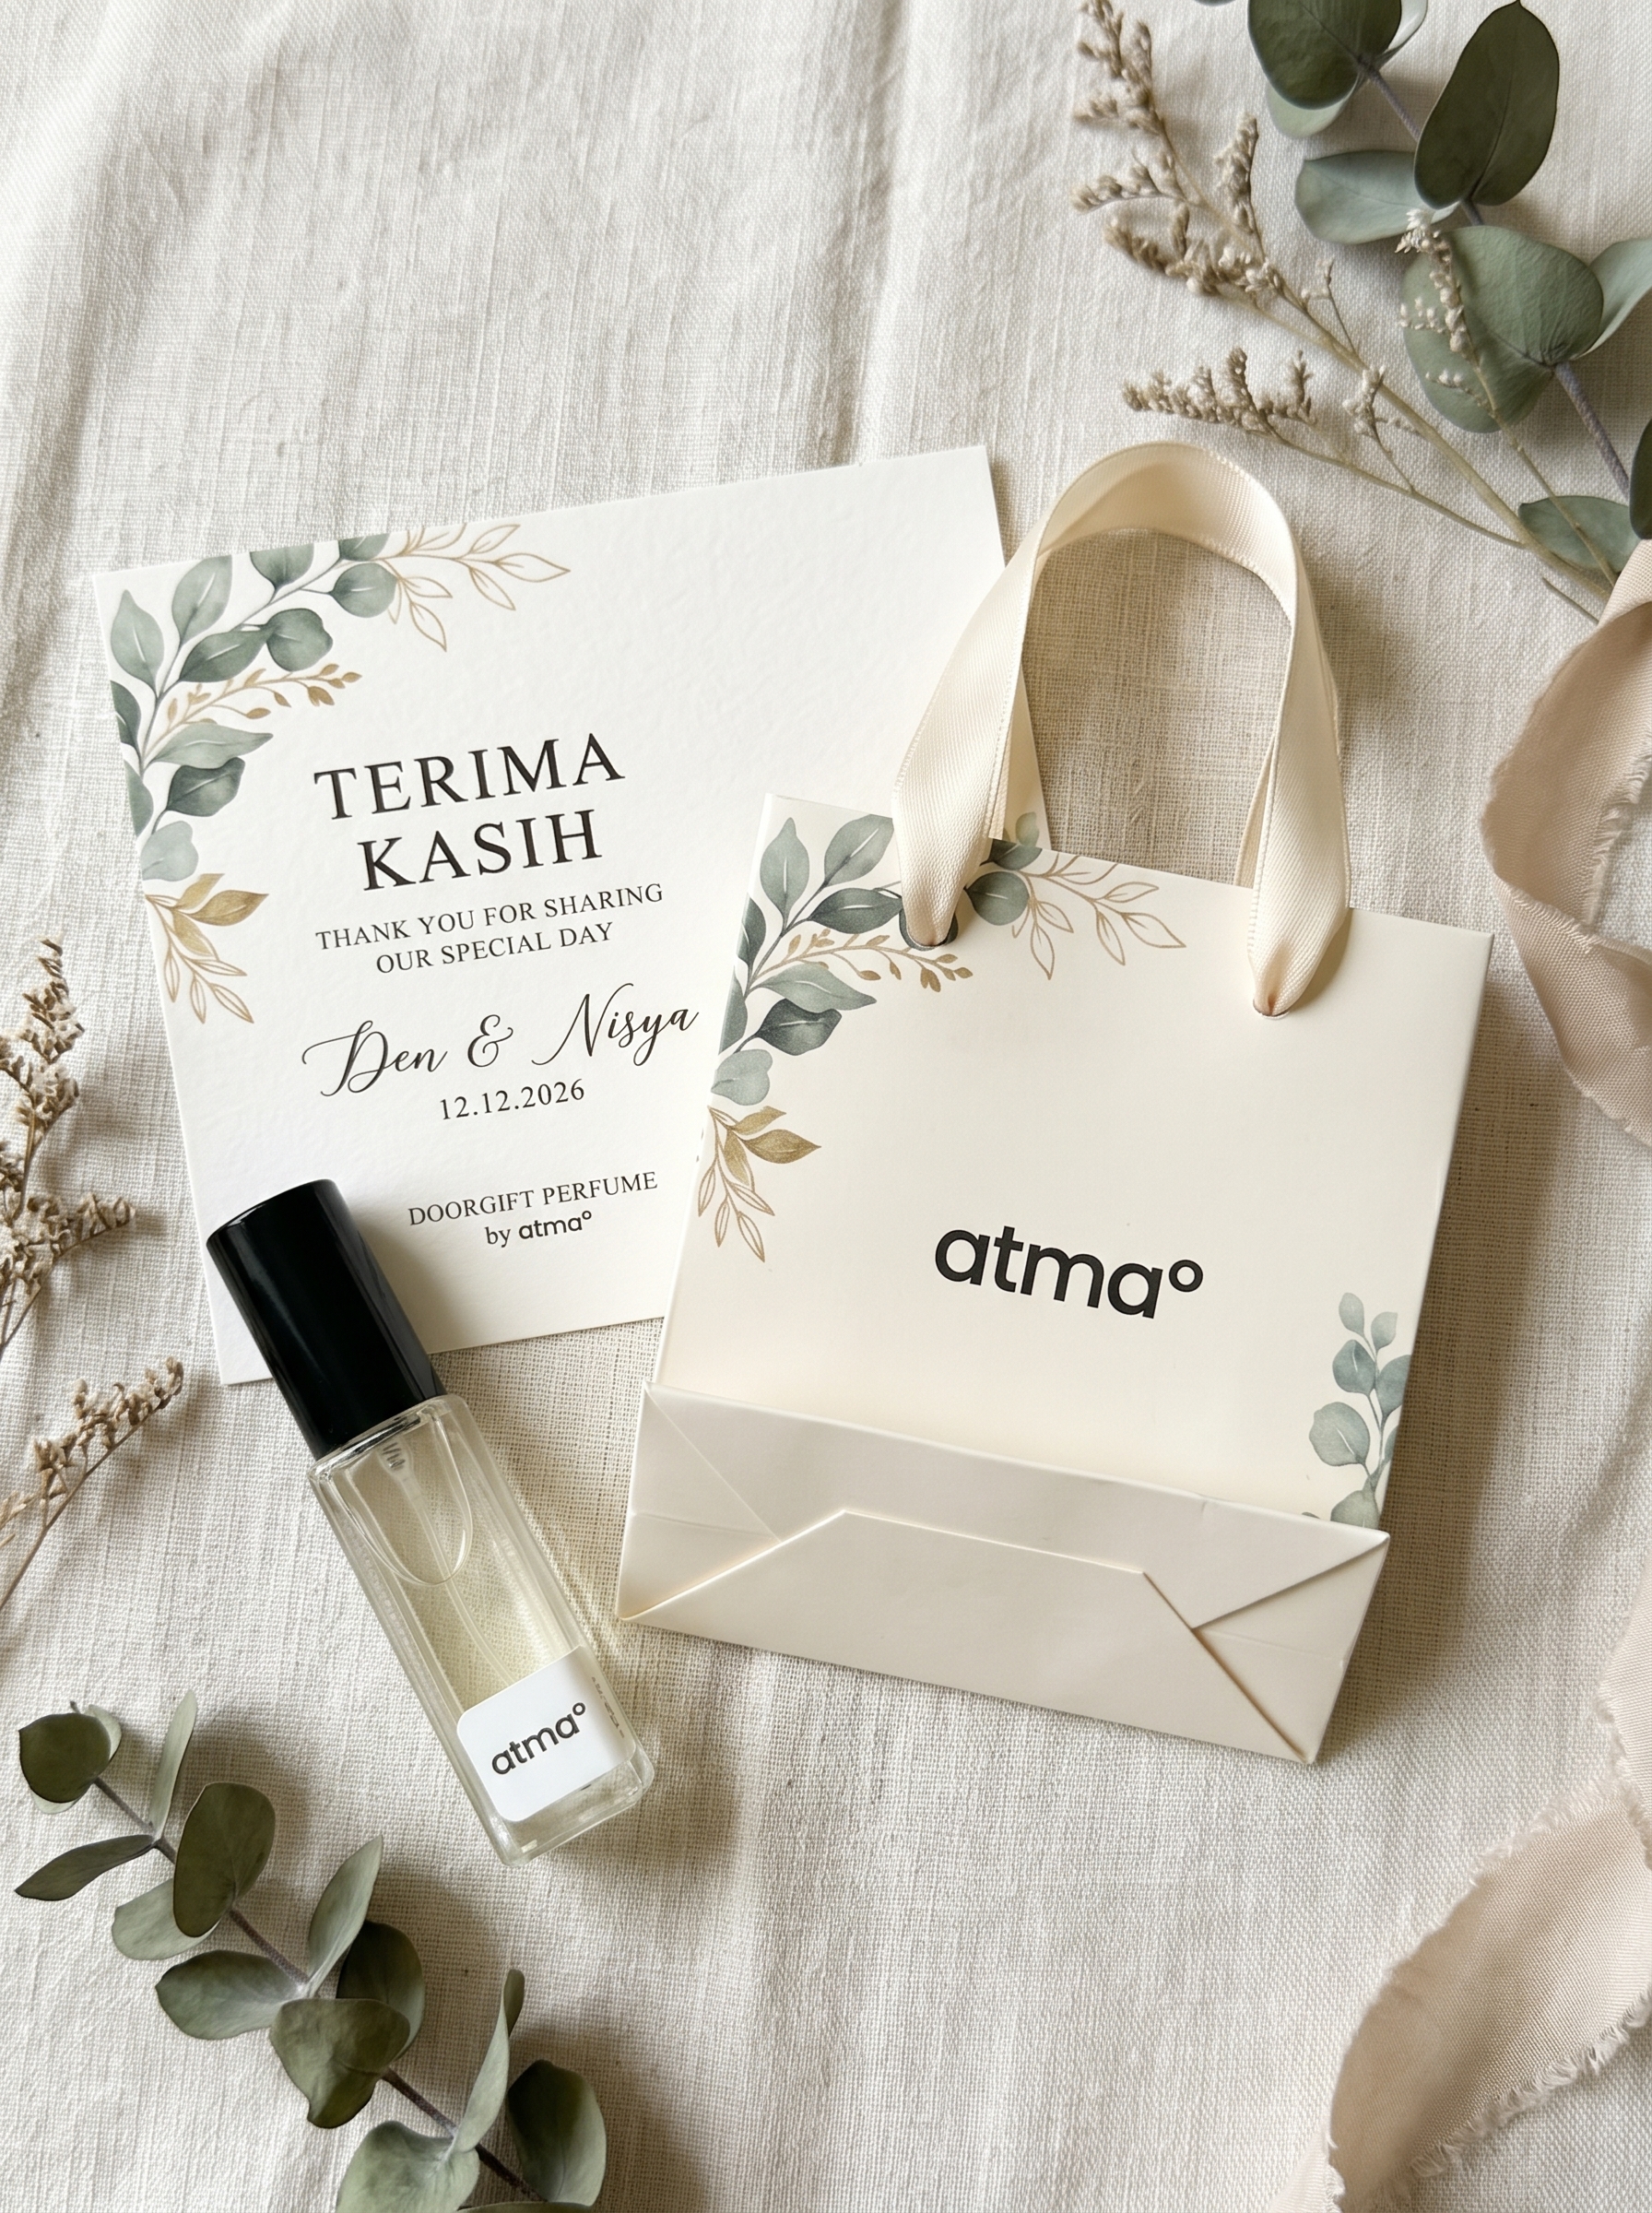 TERIMA
KASIH
THANK YOU FOR SHARING
OUR SPECIAL DAY
Den & Nisya
12.12.2026
DOORGIFT PERFUME
by atma°
atma°
atma°